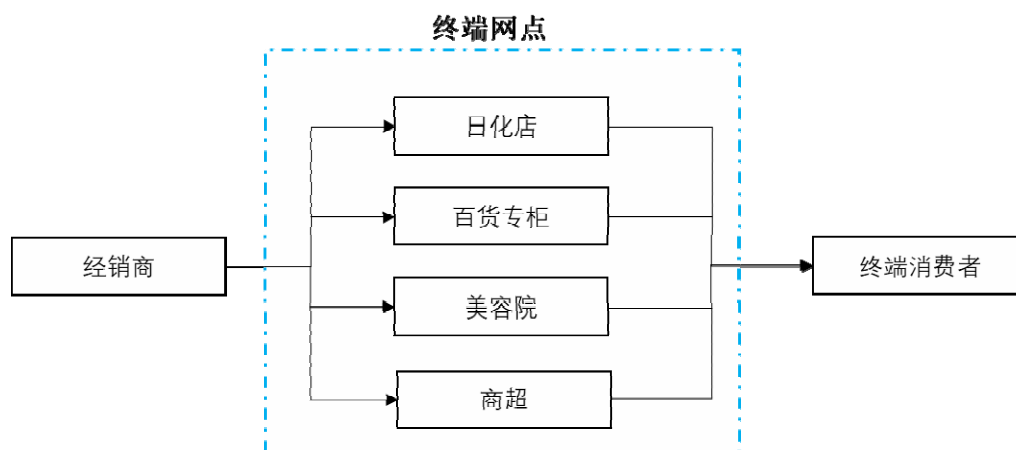 终端网点
日化店
百货专柜
经销商
终端消费者
美容院
商超